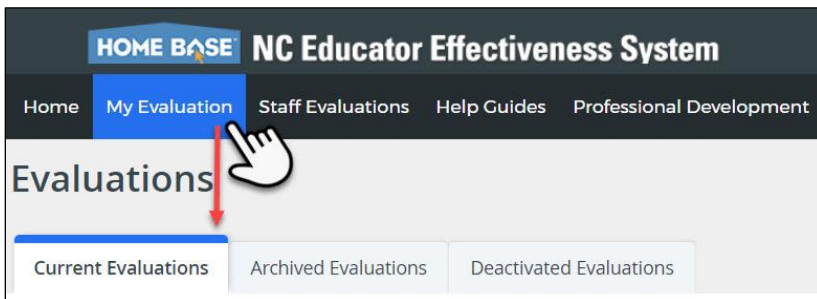 HOME BASE NC Educator Effectiveness System
Home My Evaluation Staff Evaluations Help Guides Professional Development
Evaluations
Current Evaluations Archived Evaluations Deactivated Evaluations